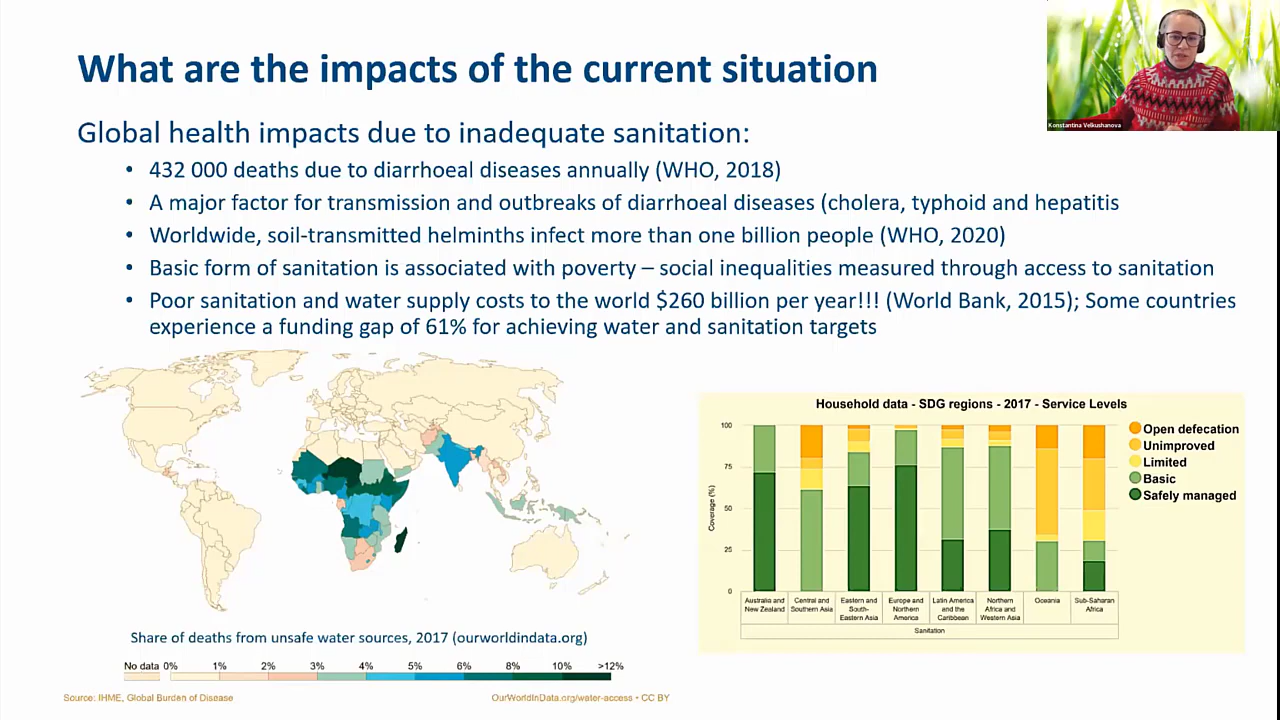 What are the impacts of the current situation
Konstantina Velkushanova
Global health impacts due to inadequate sanitation:
• 432 000 deaths due to diarrhoeal diseases annually (WHO, 2018)
• A major factor for transmission and outbreaks of diarrhoeal diseases (cholera, typhoid and hepatitis
• Worldwide, soil-transmitted helminths infect more than one billion people (WHO, 2020)
• Basic form of sanitation is associated with poverty – social inequalities measured through access to sanitation
• Poor sanitation and water supply costs to the world $260 billion per year!!! (World Bank, 2015); Some countries
experience a funding gap of 61% for achieving water and sanitation targets
Share of deaths from unsafe water sources, 2017 (ourworldindata.org)
No data 0% 1% 2% 3% 4% 5% 6% 8% 10% >12%
Source: IHME, Global Burden of Disease
OurWorldInData.org/water-access • CC BY
Household data - SDG regions - 2017 - Service Levels
Coverage (%)
100
75
50
25
0
Open defecation
Unimproved
Limited
Basic
Safely managed
Australia and
New Zealand
Central and
Southern Asia
Eastern and
South-
Eastern Asia
Europe and
Northern
America
Latin America
and the
Caribbean
Northern
Africa and
Western Asia
Oceania
Sub-Saharan
Africa
Sanitation